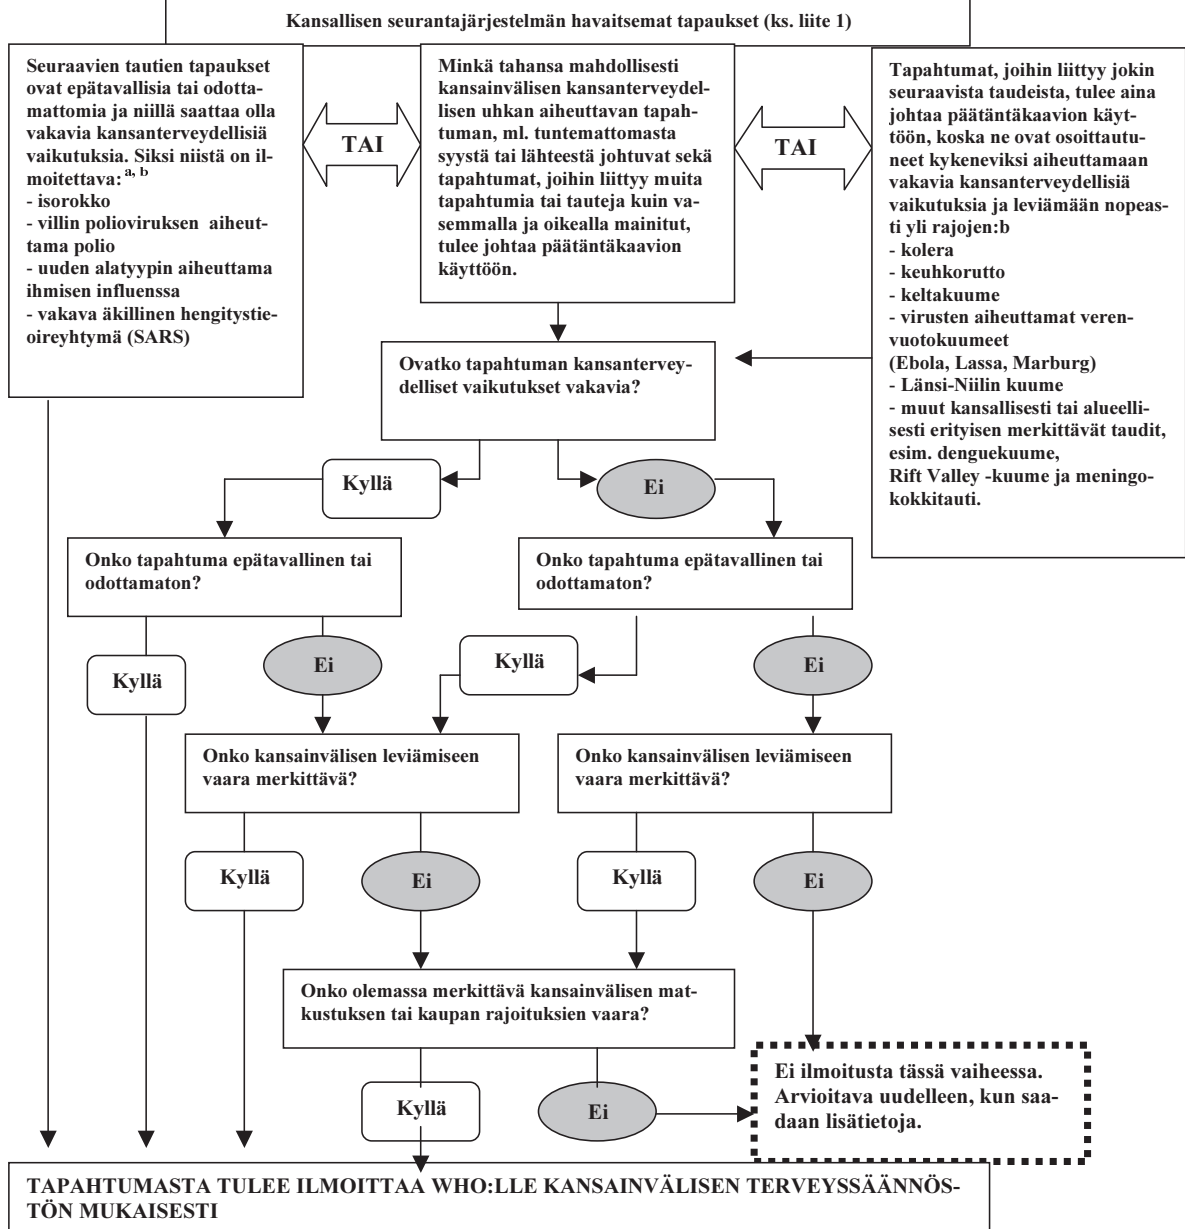 Kansallisen seurantajärjestelmän havaitsemat tapaukset (ks. liite 1)
Seuraavien tautien tapaukset
ovat epätavallisia tai odotta-
mattomia ja niillä saattaa olla
vakavia kansanterveydellisiä
vaikutuksia. Siksi niistä on il-
moitettava: a, b
- isorokko
- villin polioviruksen aiheut-
tama polio
- uuden alatyypin aiheuttama
ihmisen influenssa
- vakava äkillinen hengitystie-
oireyhtymä (SARS)
TAI
Minkä tahansa mahdollisesti
kansainvälisen kansanterveydel-
lisen uhkan aiheuttavan tapah-
tuman, ml. tuntemattomasta
syystä tai lähteestä johtuvat sekä
tapahtumat, joihin liittyy muita
tapahtumia tai tauteja kuin va-
semmalla ja oikealla mainitut,
tulee johtaa päätäntäkaavion
käyttöön.
TAI
Tapahtumat, joihin liittyy jokin
seuraavista taudeista, tulee aina
johtaa päätäntäkaavion käyt-
töön, koska ne ovat osoittautu-
neet kykeneviksi aiheuttamaan
vakavia kansanterveydellisiä
vaikutuksia ja leviämään nopea-
sti yli rajojen:b
- kolera
- keuhkorutto
- keltakuume
- virusten aiheuttamat veren-
vuotokuumeet
(Ebola, Lassa, Marburg)
- Länsi-Niilin kuume
- muut kansallisesti tai alueelli-
sesti erityisen merkittävät taudit,
esim. denguekuume,
Rift Valley -kuume ja meningo-
kokkitauti.
Ovatko tapahtuman kansantervey-
delliset vaikutukset vakavia?
Kyllä
Ei
Onko tapahtuma epätavallinen tai
odottamaton?
Onko tapahtuma epätavallinen tai
odottamaton?
Kyllä
Ei
Kyllä
Ei
Onko kansainvälisen leviämiseen
vaara merkittävä?
Onko kansainvälisen leviämiseen
vaara merkittävä?
Kyllä
Ei
Kyllä
Ei
Onko olemassa merkittävä kansainvälisen mat-
kustuksen tai kaupan rajoituksien vaara?
Kyllä
Ei
Ei ilmoitusta tässä vaiheessa.
Arvioitava uudelleen, kun saa-
daan lisätietoja.
TAPAHTUMASTA TULEE ILMOITTAA WHO:LLE KANSAINVÄLISEN TERVEYSSÄÄNNÖS-
TÖN MUKAISESTI